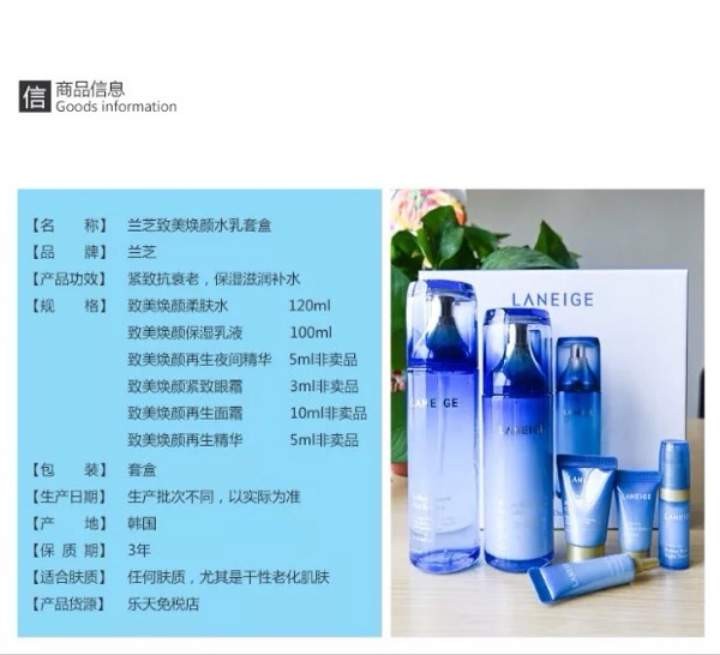 信 商品信息
Goods information
【名 称】 兰芝致美焕颜水乳套盒
【品 牌】 兰芝
【产品功效】 紧致抗衰老，保湿滋润补水
【规 格】 致美焕颜柔肤水 120ml
致美焕颜保湿乳液 100ml
致美焕颜再生夜间精华 5ml非卖品
致美焕颜紧致眼霜 3ml非卖品
致美焕颜再生面霜 10ml非卖品
致美焕颜再生精华 5ml非卖品
【包 装】 套盒
【生产日期】 生产批次不同，以实际为准
【产 地】 韩国
【保 质 期】 3年
【适合肤质】 任何肤质，尤其是干性老化肌肤
【产品货源】 乐天免税店
LANEIGE
LANEIGE
LANEIGE
LANEIGE
LANEIGE
LANEIGE
LANEIGE